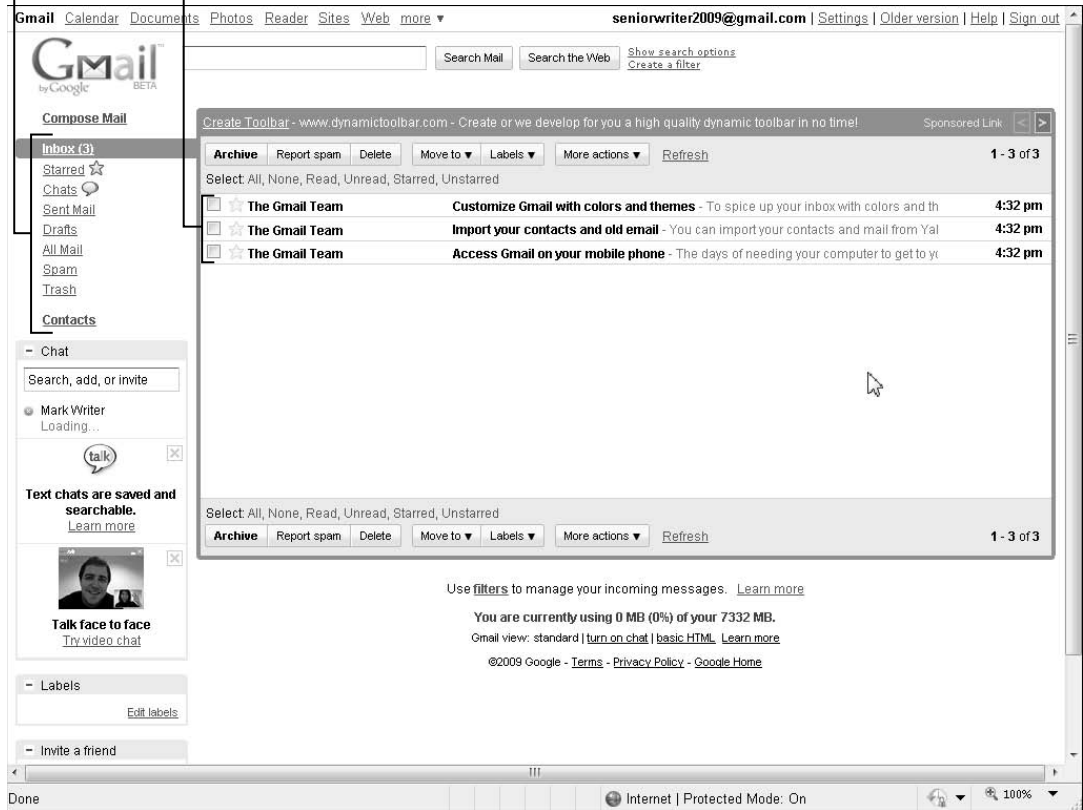 Gmail Calendar Documents Photos Reader Sites Web more ▼ seniorwriter2009@gmail.com | Settings | Older version | Help | Sign out
Gmail
by Google BETA
Search Mail Search the Web Show search options
Create a filter
Compose Mail
Inbox (3)
Starred
Chats
Sent Mail
Drafts
All Mail
Spam
Trash
Contacts
Create Toolbar - www.dynamictoolbar.com - Create or we develop for you a high quality dynamic toolbar in no time! Sponsored Link < >
Archive Report spam Delete Move to ▼ Labels ▼ More actions ▼ Refresh 1 - 3 of 3
Select: All, None, Read, Unread, Starred, Unstarred
The Gmail Team Customize Gmail with colors and themes - To spice up your inbox with colors and th 4:32 pm
The Gmail Team Import your contacts and old email - You can import your contacts and mail from Yal 4:32 pm
The Gmail Team Access Gmail on your mobile phone - The days of needing your computer to get to yo 4:32 pm
Select: All, None, Read, Unread, Starred, Unstarred
Archive Report spam Delete Move to ▼ Labels ▼ More actions ▼ Refresh 1 - 3 of 3
− Chat
Search, add, or invite
Mark Writer
Loading...
talk
Text chats are saved and
searchable.
Learn more
Talk face to face
Try video chat
− Labels
Edit labels
− Invite a friend
Use filters to manage your incoming messages. Learn more
You are currently using 0 MB (0%) of your 7332 MB.
Gmail view: standard | turn on chat | basic HTML Learn more
©2009 Google - Terms - Privacy Policy - Google Home
Done Internet | Protected Mode: On 100% ▼